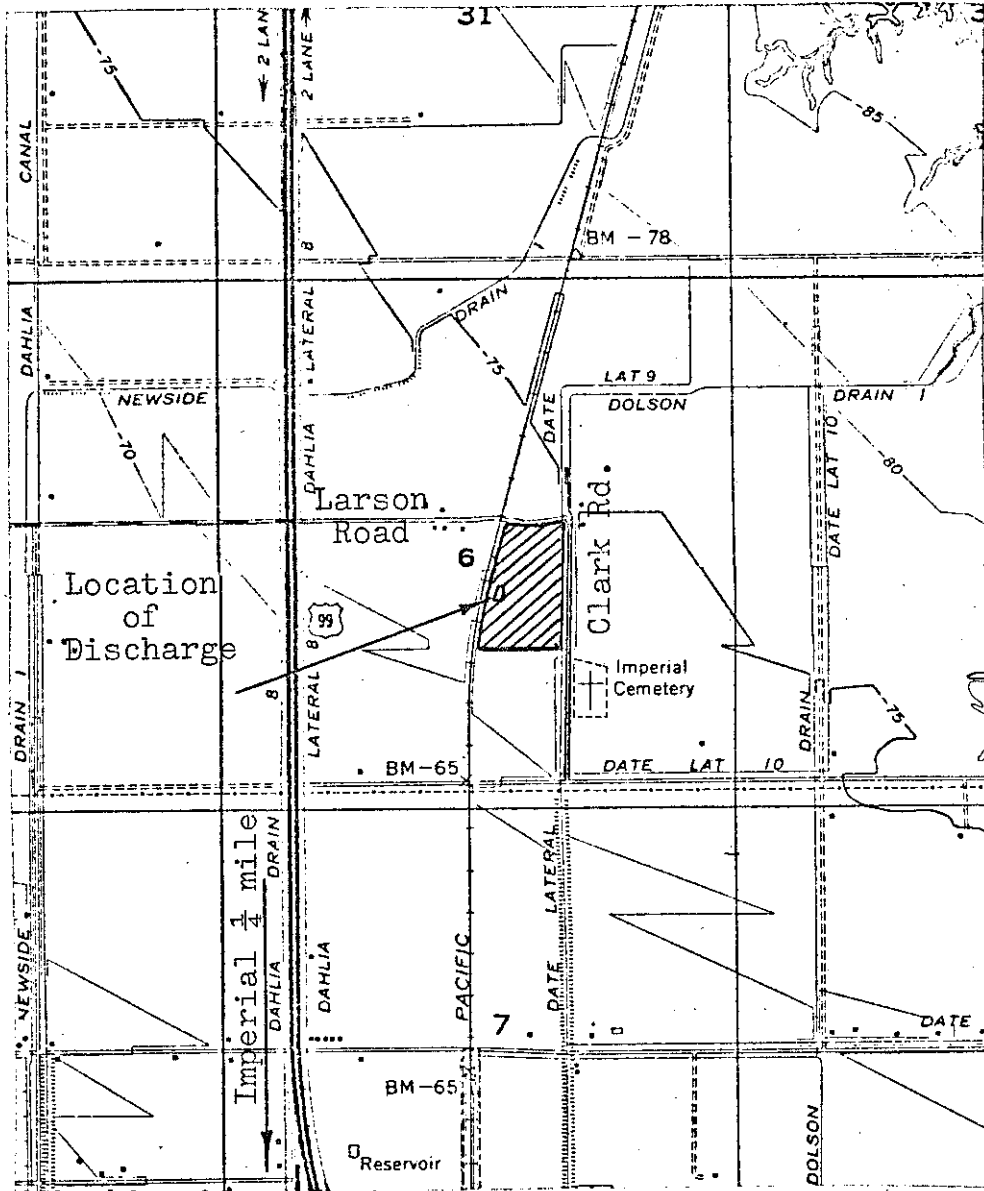 31
3
2 LANE
2 LAN
-75
CANAL
-85
8
BM -78
DAHLIA
LATERAL
DRAIN 1
-75
LAT 9
NEWSIDE
DOLSON
DRAIN 1
-70
DAHLIA
DATE
DATE LAT 10
-80
Larson
Road
Clark Rd.
6
Location
of
Discharge
99
8
8
LATERAL
DRAIN 1
Imperial
Cemetery
-75
DRAIN
BM-65
DATE LAT 10
Imperial 1/4 mile
DRAIN
DAHLIA
DAHLIA
LATERAL
DATE
PACIFIC
NEWSIDE
7
DATE
BM-65
Reservoir
DOLSON